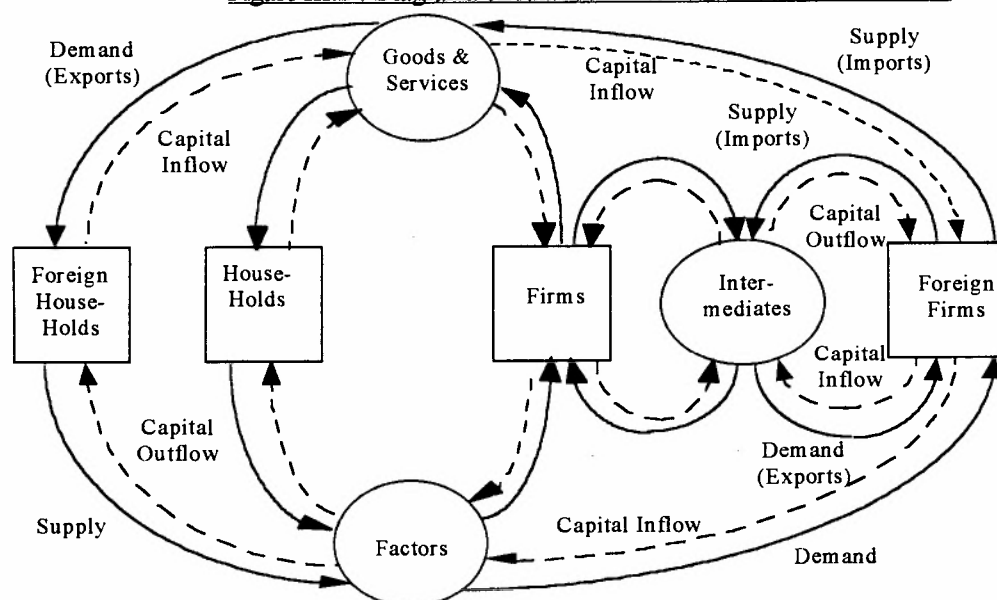 Demand
(Exports)
Goods &
Services
Capital
Inflow
Supply
(Imports)
Supply
(Imports)
Capital
Inflow
Capital
Outflow
Foreign
House-
Holds
House-
Holds
Firms
Inter-
mediates
Foreign
Firms
Capital
Inflow
Capital
Outflow
Demand
(Exports)
Supply
Factors
Capital Inflow
Demand